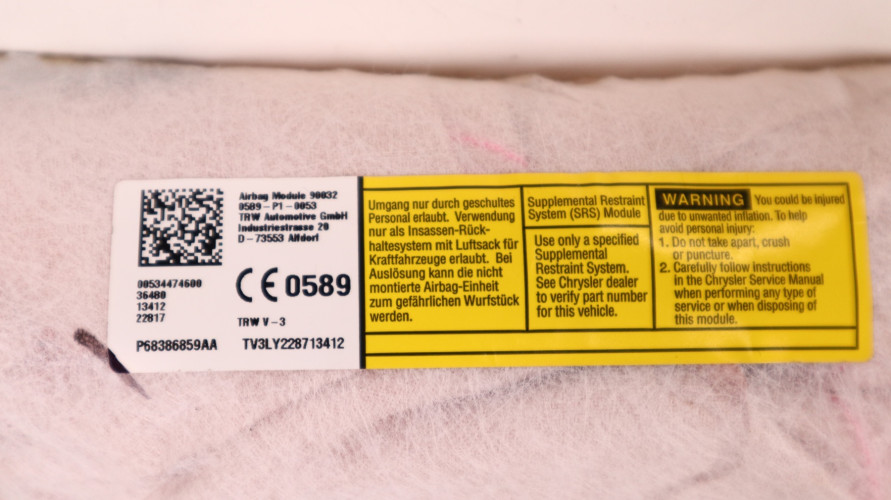 Airbag Module 90032
0589-P1-0053
TRW Automotive GmbH
Industriestrasse 20
D-73553 Alfdorf
00534474600
36480
13412
22817
CE 0589
TRW V-3
P68386859AA
TV3LY228713412
Umgang nur durch geschultes
Personal erlaubt. Verwendung
nur als Insassen-Rück-
haltesystem mit Luftsack für
Kraftfahrzeuge erlaubt. Bei
Auslösung kann die nicht
montierte Airbag-Einheit
zum gefährlichen Wurfstück
werden.
Supplemental Restraint
System (SRS) Module
Use only a specified
Supplemental
Restraint System.
See Chrysler dealer
to verify part number
for this vehicle.
WARNING You could be injured
due to unwanted inflation. To help
avoid personal injury:
1. Do not take apart, crush
or puncture.
2. Carefully follow instructions
in the Chrysler Service Manual
when performing any type of
service or when disposing of
this module.